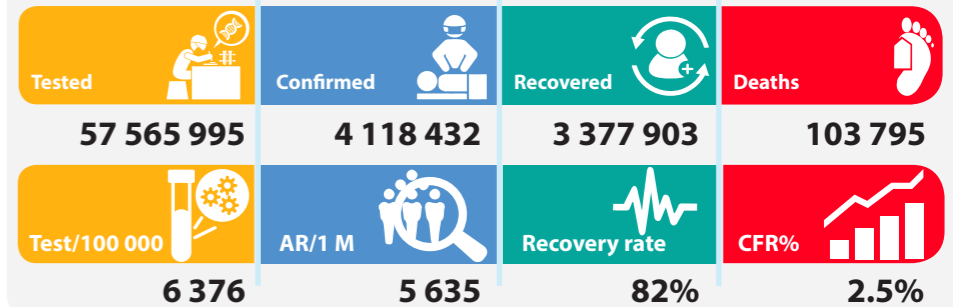 Tested
Confirmed
Recovered
Deaths
57 565 995
4 118 432
3 377 903
103 795
Test/100 000
AR/1 M
Recovery rate
CFR%
6 376
5 635
82%
2.5%